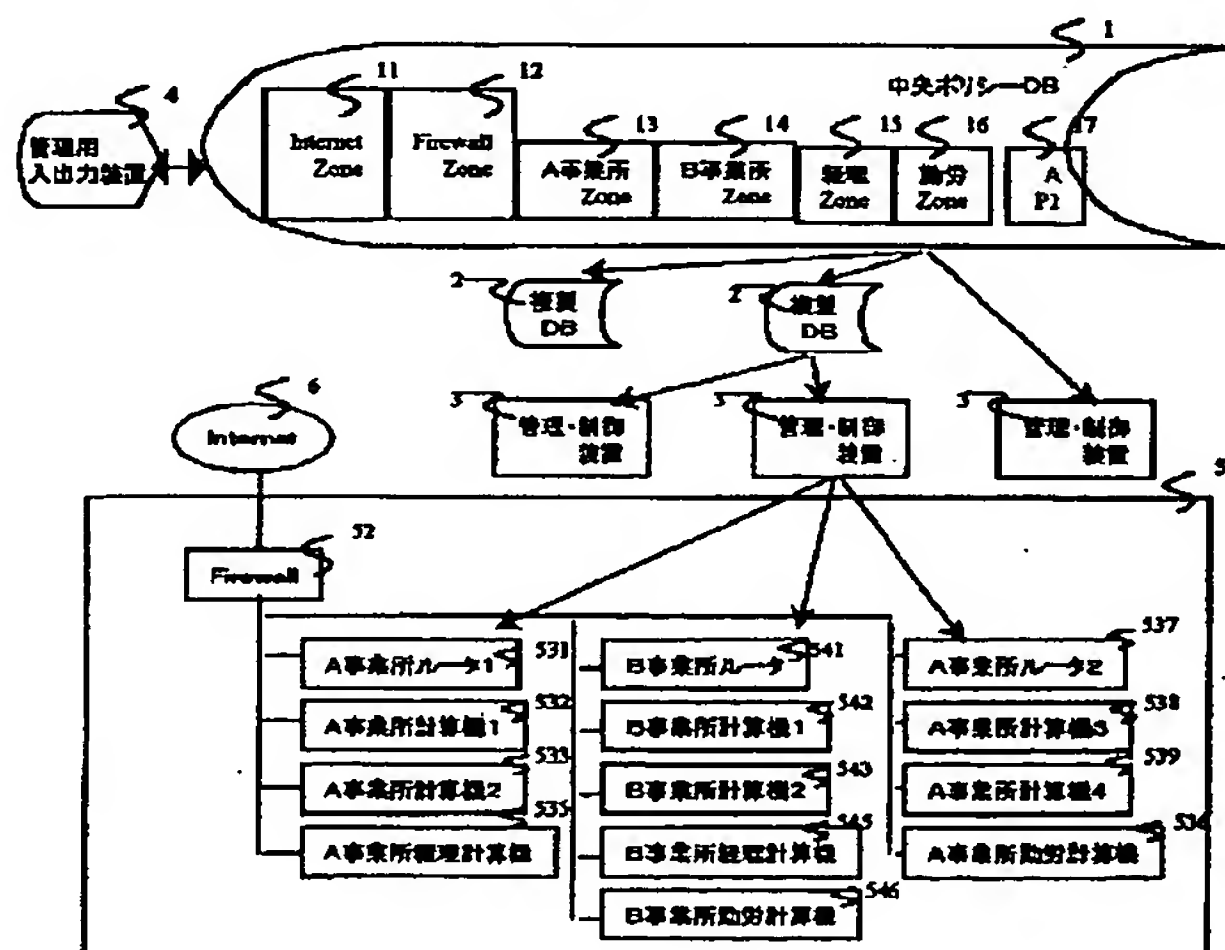 1
中央ポリシーDB
4
管理用
入出力装置
11
Internet
Zone
12
Firewall
Zone
13
A事業所
Zone
14
B事業所
Zone
15
経理
Zone
16
勤労
Zone
17
A
P1
2
複製
DB
2
複製
DB
6
Internet
3
管理・制御
装置
3
管理・制御
装置
3
管理・制御
装置
5
52
Firewall
A事業所ルータ1
531
B事業所ルータ
541
A事業所ルータ2
537
A事業所計算機1
532
B事業所計算機1
542
A事業所計算機3
538
A事業所計算機2
533
B事業所計算機2
543
A事業所計算機4
539
A事業所経理計算機
535
B事業所経理計算機
545
A事業所勤労計算機
536
B事業所勤労計算機
546